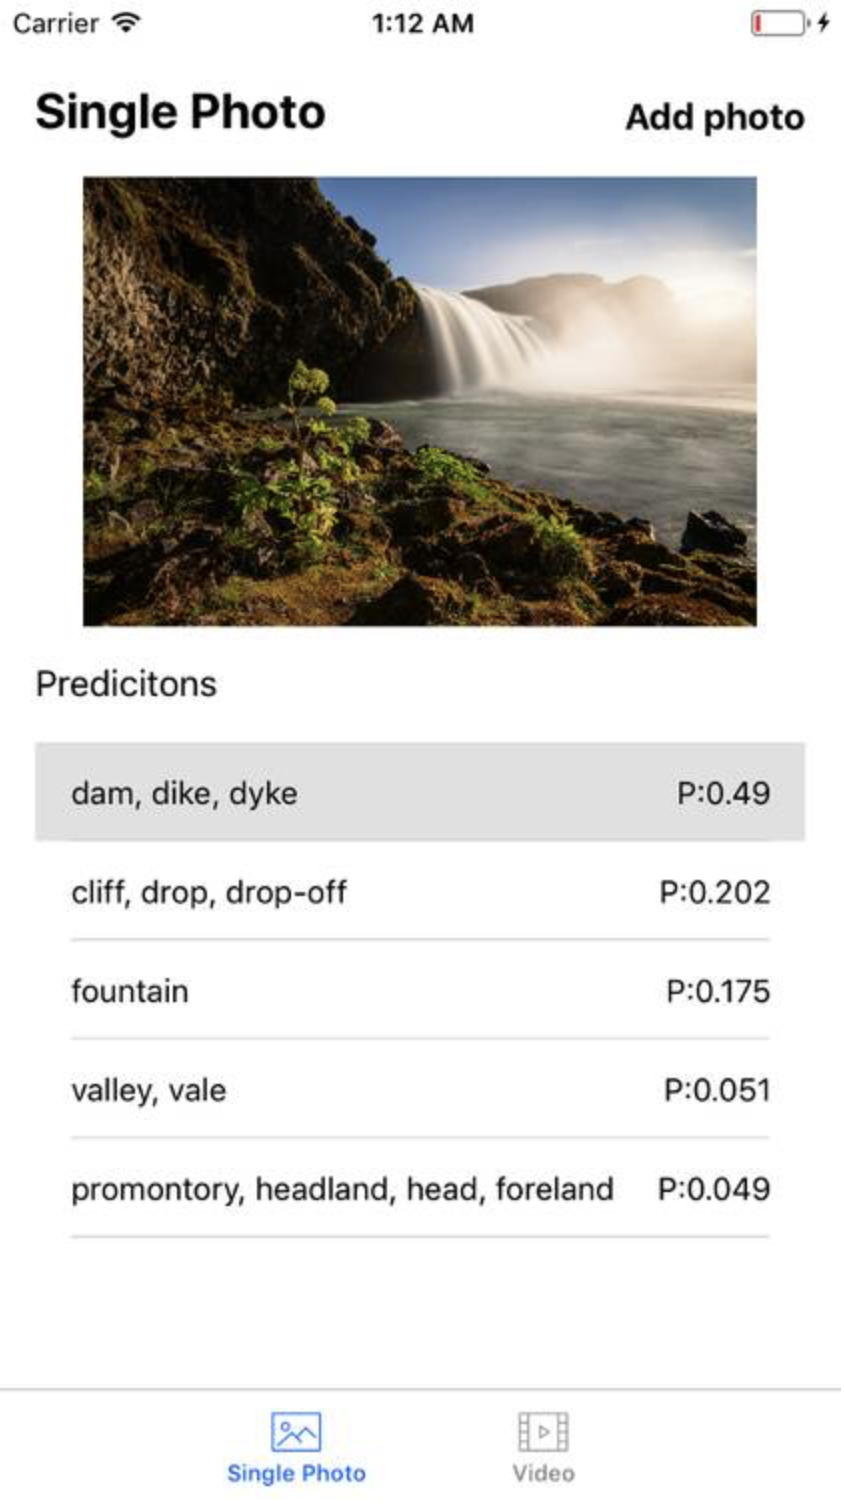 Carrier 1:12 AM
Single Photo Add photo
Predicitons
dam, dike, dyke P:0.49
cliff, drop, drop-off P:0.202
fountain P:0.175
valley, vale P:0.051
promontory, headland, head, foreland P:0.049
Single Photo Video